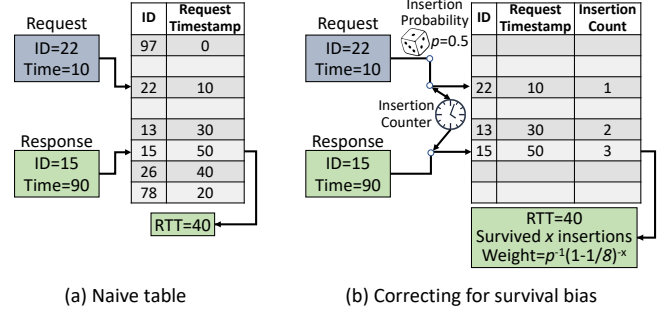 Request
ID=22
Time=10
Response
ID=15
Time=90
ID Request
Timestamp
97 0
22 10
13 30
15 50
26 40
78 20
RTT=40
(a) Naive table
Insertion
Probability
p=0.5
Request
ID=22
Time=10
Insertion
Counter
Response
ID=15
Time=90
ID Request Insertion
Timestamp Count
22 10 1
13 30 2
15 50 3
RTT=40
Survived x insertions
Weight=p⁻¹(1-1/8)⁻ˣ
(b) Correcting for survival bias